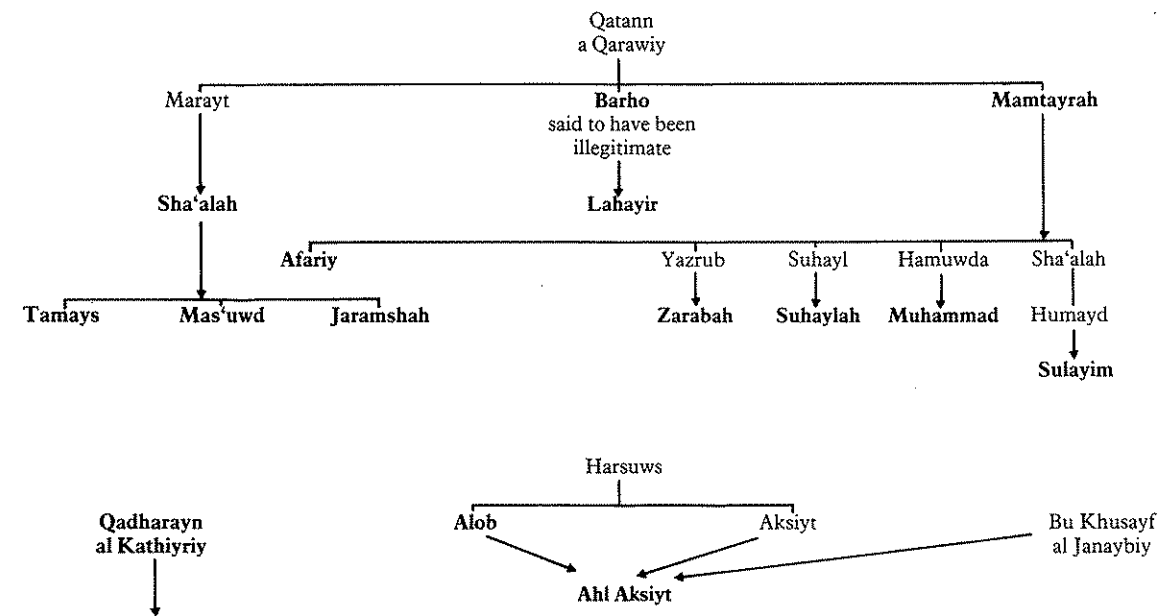 Qatann
a Qarawiy
Marayt
Barho
Mamtayrah
said to have been
illegitimate
Sha‘alah
Lahayir
Afariy
Yazrub
Suhayl
Hamuwda
Sha‘alah
Tamays
Mas‘uwd
Jaramshah
Zarabah
Suhaylah
Muhammad
Humayd
Sulayim
Harsuws
Qadharayn
al Kathiyriy
Alob
Aksiyt
Bu Khusayf
al Janaybiy
Ahl Aksiyt